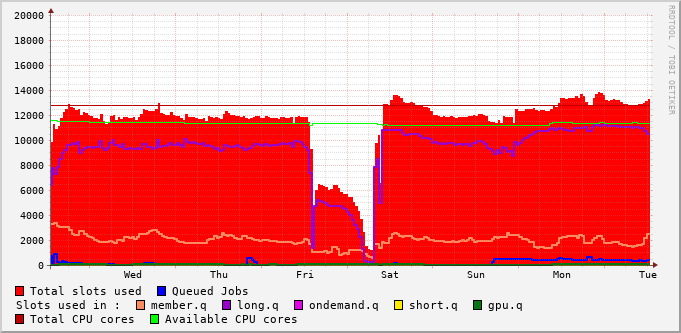 RRDTOOL / TOBI OETIKER
20000
18000
16000
14000
12000
10000
8000
6000
4000
2000
0
Wed Thu Fri Sat Sun Mon Tue
Total slots used Queued Jobs
Slots used in : member.q long.q ondemand.q short.q gpu.q
Total CPU cores Available CPU cores